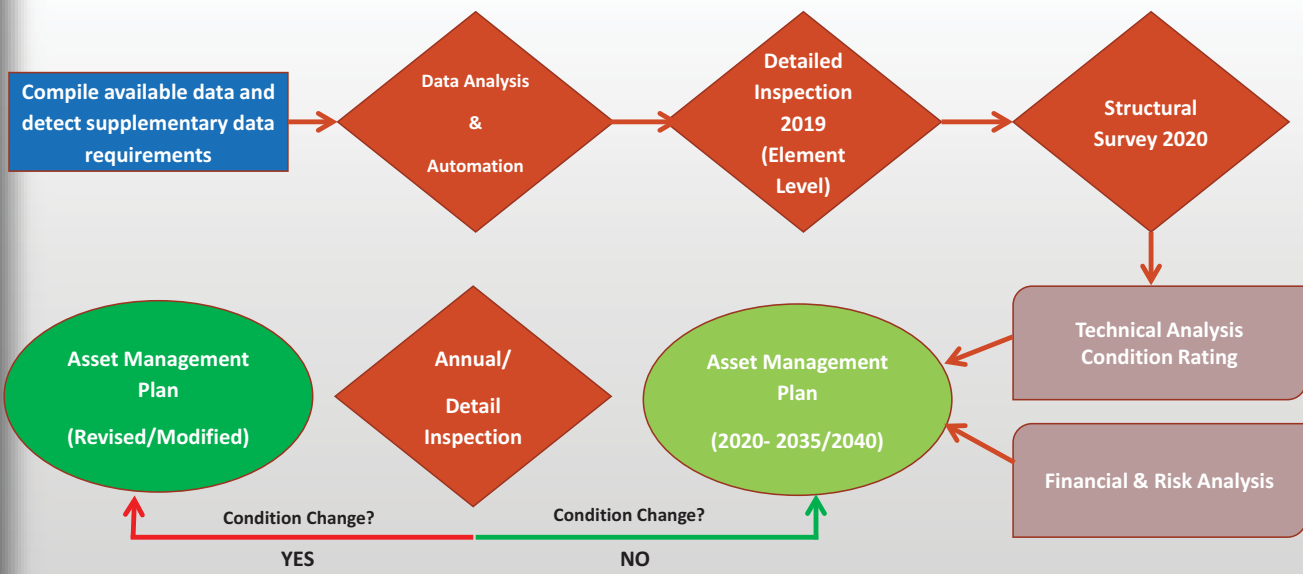 Compile available data and
detect supplementary data
requirements
Data Analysis
&
Automation
Detailed
Inspection
2019
(Element
Level)
Structural
Survey 2020
Asset Management
Plan
(Revised/Modified)
Annual/
Detail
Inspection
Asset Management
Plan
(2020- 2035/2040)
Technical Analysis
Condition Rating
Financial & Risk Analysis
Condition Change?
YES
Condition Change?
NO